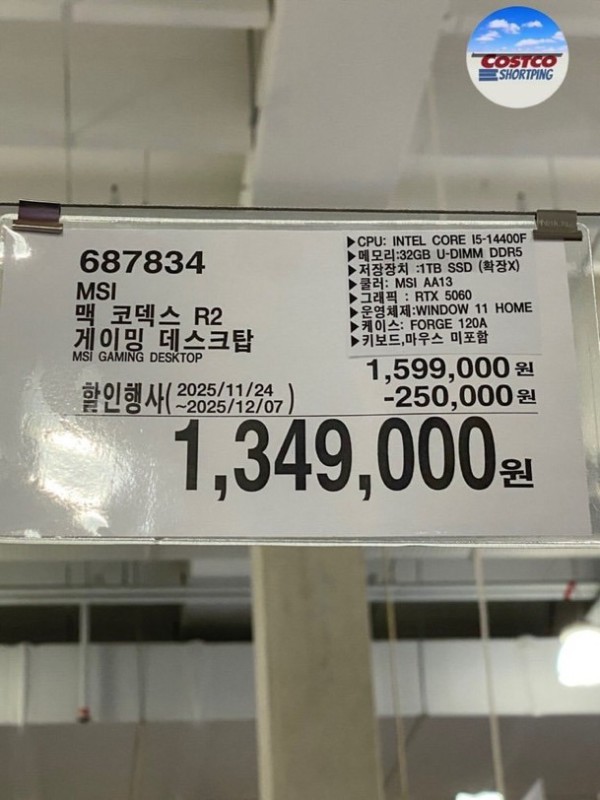 COSTCO
SHORTPING
687834
MSI
맥 코덱스 R2
게이밍 데스크탑
MSI GAMING DESKTOP
▶CPU: INTEL CORE I5-14400F
▶메모리:32GB U-DIMM DDR5
▶저장장치 :1TB SSD (확장X)
▶쿨러: MSI AA13
▶그래픽 : RTX 5060
▶운영체제:WINDOW 11 HOME
▶케이스: FORGE 120A
▶키보드,마우스 미포함
1,599,000원
할인행사( 2025/11/24
~2025/12/07 )
-250,000원
1,349,000원